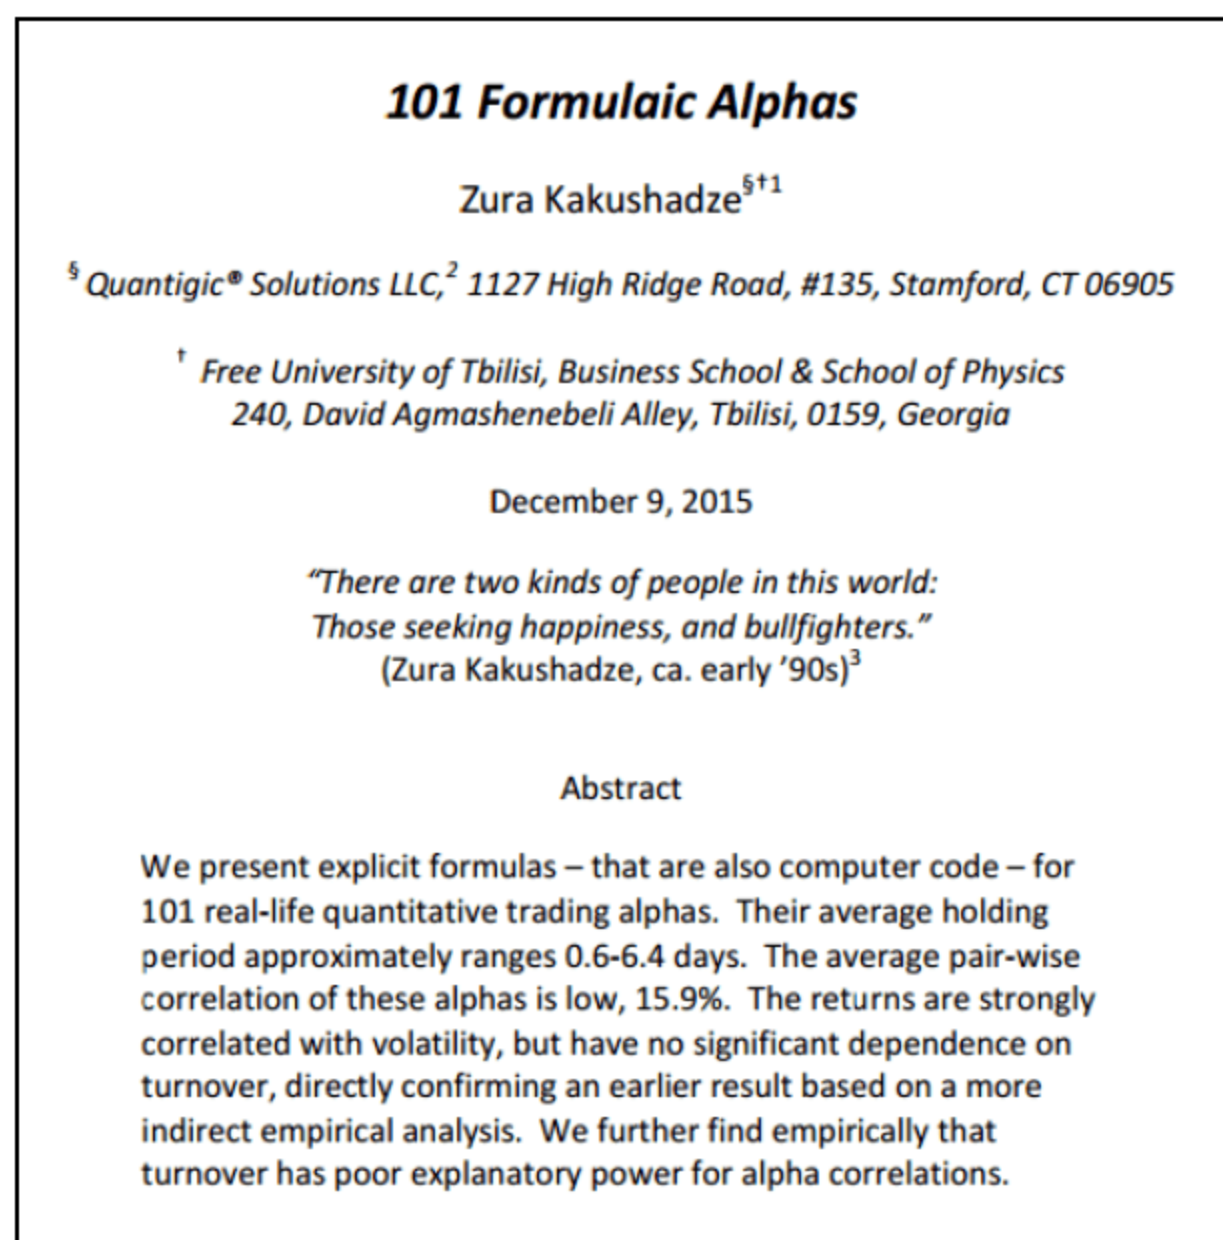 101 Formulaic Alphas
Zura Kakushadze§†1
§ Quantigic® Solutions LLC,2 1127 High Ridge Road, #135, Stamford, CT 06905
† Free University of Tbilisi, Business School & School of Physics
240, David Agmashenebeli Alley, Tbilisi, 0159, Georgia
December 9, 2015
“There are two kinds of people in this world:
Those seeking happiness, and bullfighters.”
(Zura Kakushadze, ca. early ’90s)3
Abstract
We present explicit formulas – that are also computer code – for
101 real-life quantitative trading alphas.  Their average holding
period approximately ranges 0.6-6.4 days.  The average pair-wise
correlation of these alphas is low, 15.9%.  The returns are strongly
correlated with volatility, but have no significant dependence on
turnover, directly confirming an earlier result based on a more
indirect empirical analysis.  We further find empirically that
turnover has poor explanatory power for alpha correlations.